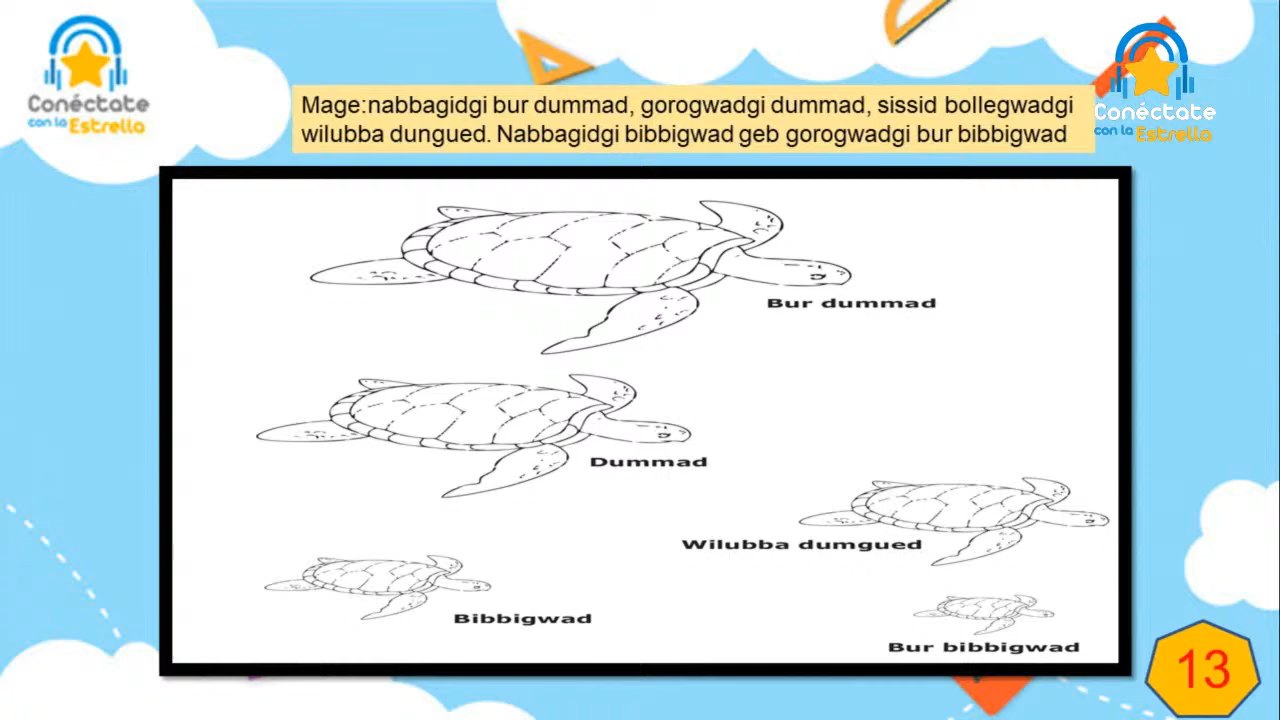 Conéctate
con la Estrella
Mage:nabbagidgi bur dummad, gorogwadgi dummad, sissid bollegwadgi
wilubba dungued. Nabbagidgi bibbigwad geb gorogwadgi bur bibbigwad
Conéctate
con la Estrella
Bur dummad
Dummad
Wilubba dumgued
Bibbigwad
Bur bibbigwad
13